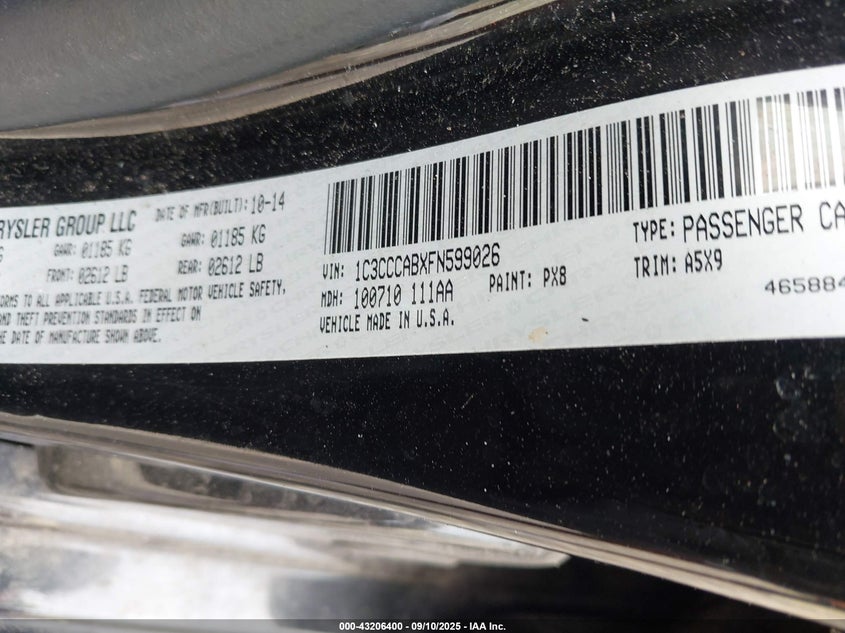 RYSLER GROUP LLC
DATE OF MFR(BUILT): 10-14
GAWR: 01185 KG
GAWR: 01185 KG
FRONT: 02612 LB
REAR: 02612 LB
ORMS TO ALL APPLICABLE U.S.A. FEDERAL MOTOR VEHICLE SAFETY,
AND THEFT PREVENTION STANDARDS IN EFFECT ON
HE DATE OF MANUFACTURE SHOWN ABOVE.
VIN: 1C3CCCABXFN599026
TYPE: PASSENGER CA
MDH: 100710 111AA
PAINT: PX8
TRIM: A5X9
VEHICLE MADE IN U.S.A.
46588
000-43206400 - 09/10/2025 - IAA Inc.